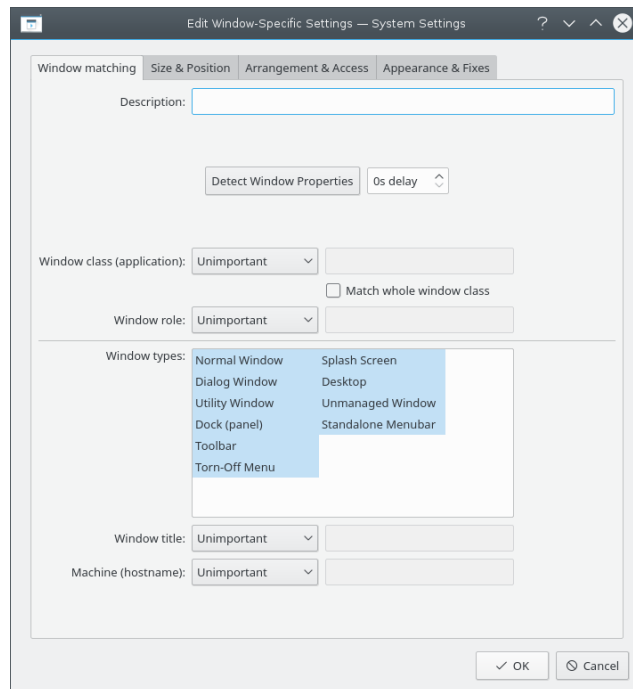 Edit Window-Specific Settings — System Settings
Window matching Size & Position Arrangement & Access Appearance & Fixes
Description:
Detect Window Properties 0s delay
Window class (application): Unimportant
Match whole window class
Window role: Unimportant
Window types: Normal Window Splash Screen
Dialog Window Desktop
Utility Window Unmanaged Window
Dock (panel) Standalone Menubar
Toolbar
Torn-Off Menu
Window title: Unimportant
Machine (hostname): Unimportant
OK Cancel